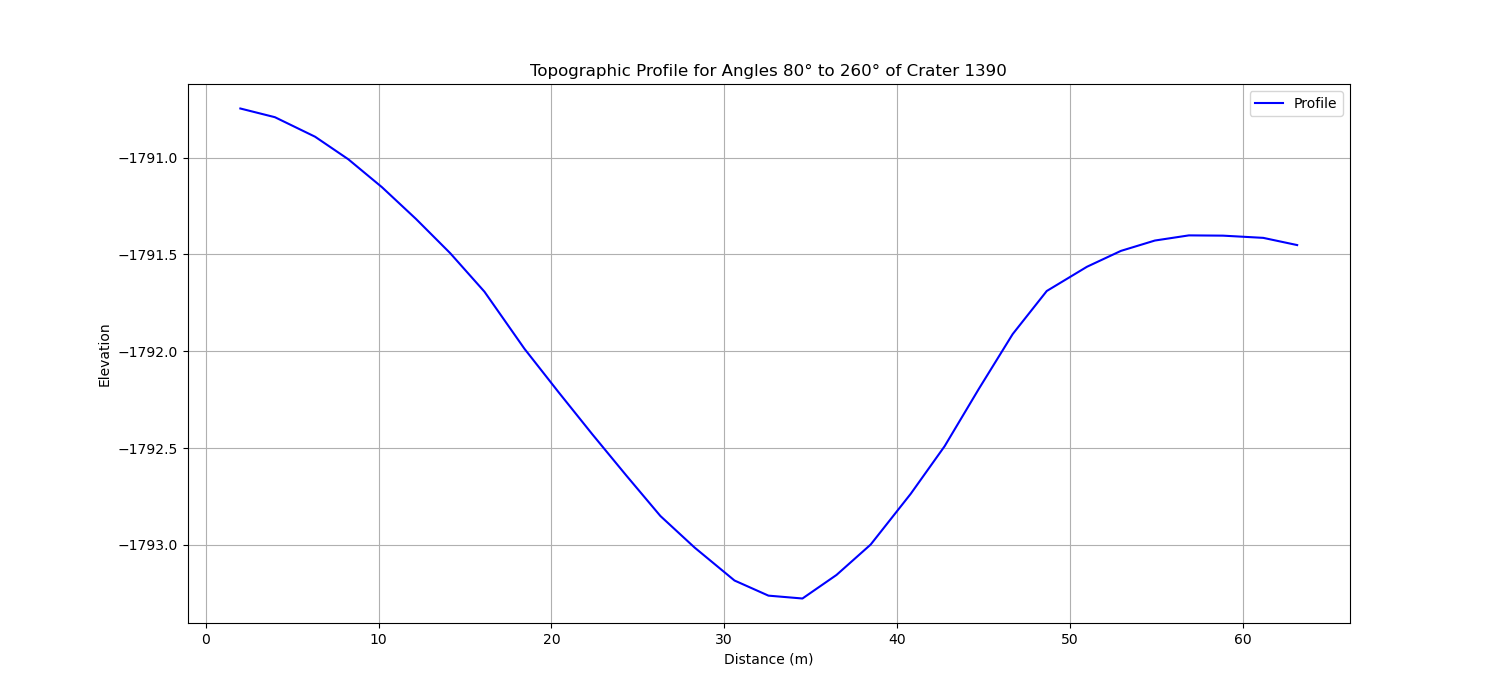 Topographic Profile for Angles 80° to 260° of Crater 1390
Profile
Elevation
−1791.0
−1791.5
−1792.0
−1792.5
−1793.0
0 10 20 30 40 50 60
Distance (m)